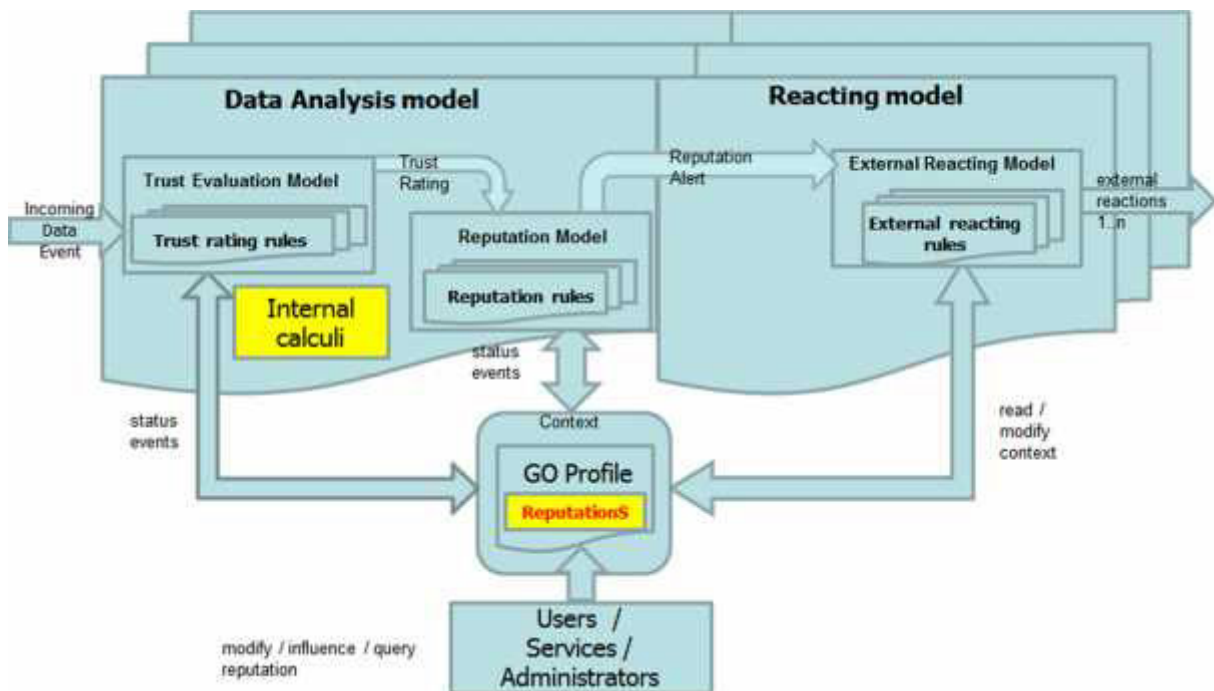 Data Analysis model
Reacting model
Incoming
Data
Event
Trust Evaluation Model
Trust rating rules
Trust
Rating
Reputation Model
Reputation rules
Reputation
Alert
External Reacting Model
External reacting
rules
external
reactions
1..n
Internal
calculi
status
events
status
events
read /
modify
context
Context
GO Profile
ReputationS
Users /
Services /
Administrators
modify / influence / query
reputation